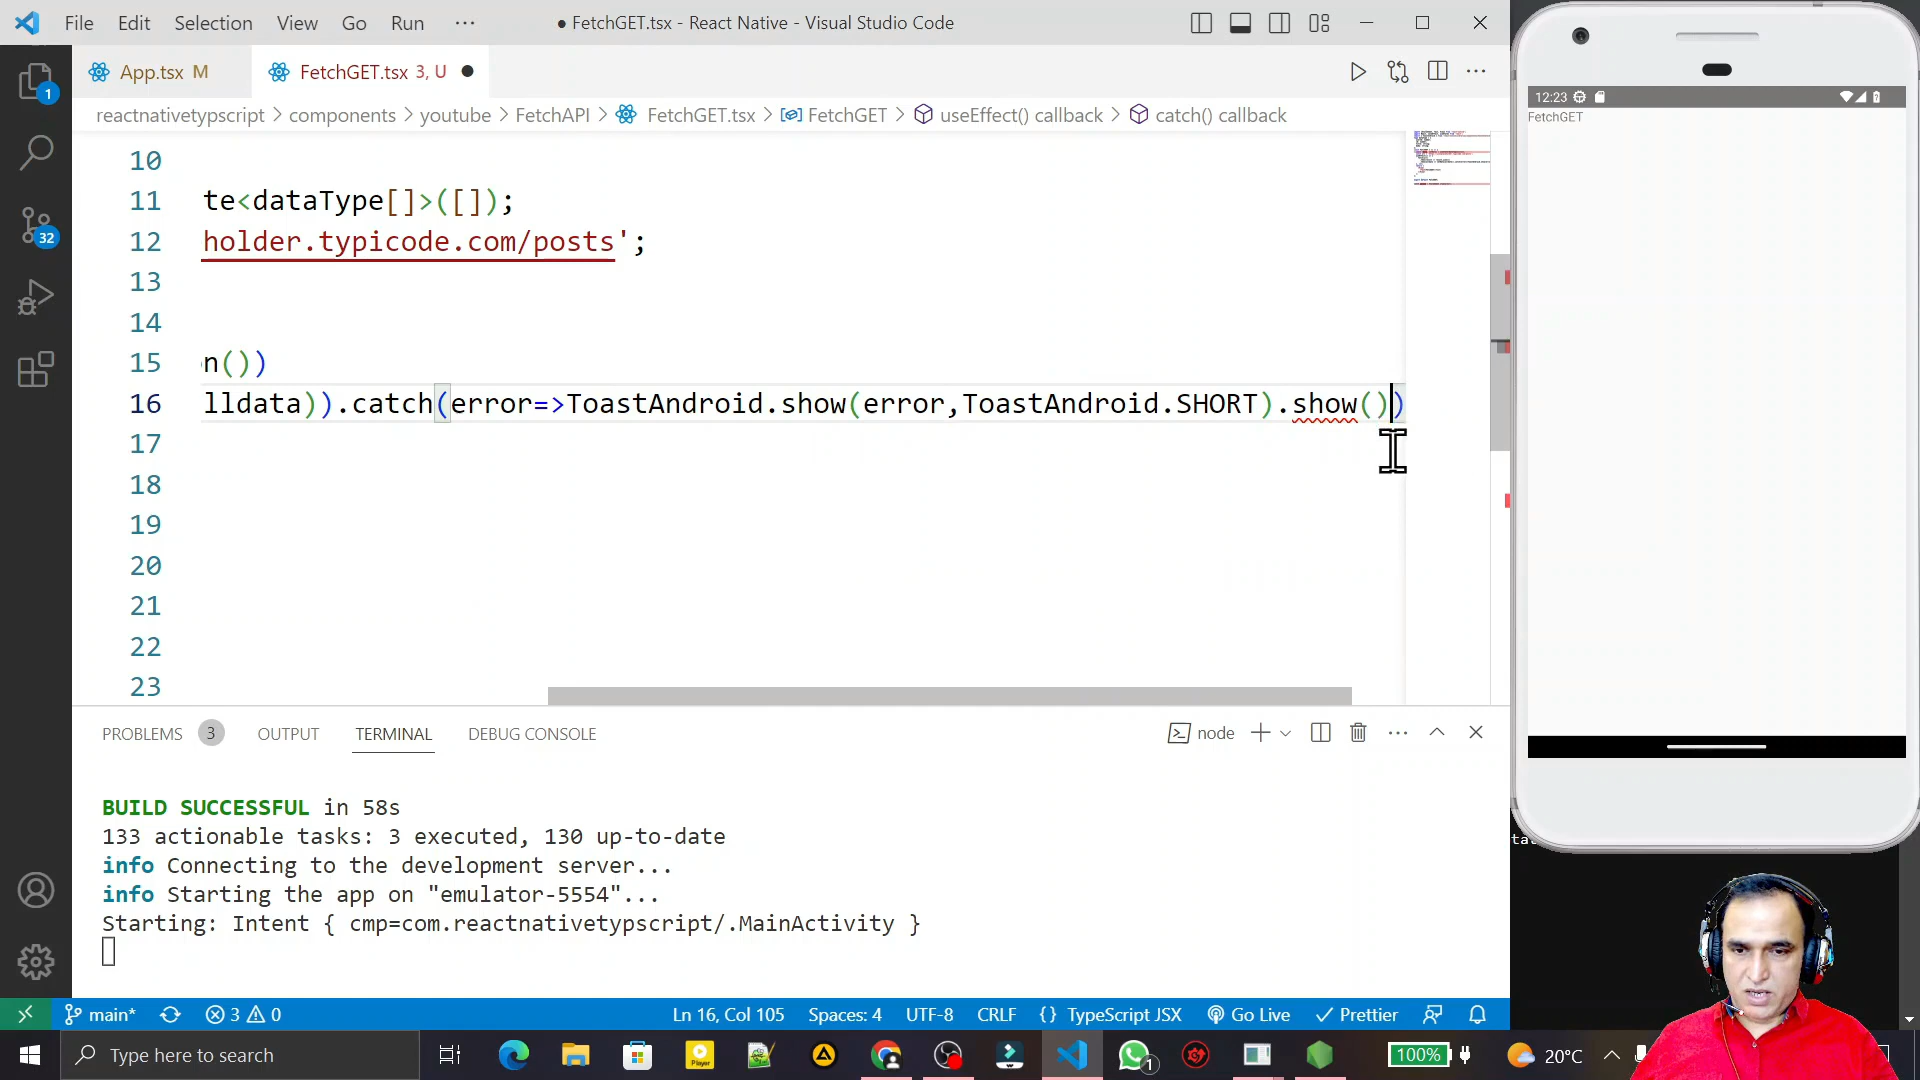 File Edit Selection View Go Run ··· ● FetchGET.tsx - React Native - Visual Studio Code
App.tsx M FetchGET.tsx 3, U ●
reactnativetypscript > components > youtube > FetchAPI > FetchGET.tsx > FetchGET > useEffect() callback > catch() callback
12:23
FetchGET
10
11 te<dataType[]>([]);
12 holder.typicode.com/posts';
13
14
15 n())
16 lldata)).catch(error=>ToastAndroid.show(error,ToastAndroid.SHORT).show())
17
18
19
20
21
22
23
1
32
PROBLEMS 3 OUTPUT TERMINAL DEBUG CONSOLE node
BUILD SUCCESSFUL in 58s
133 actionable tasks: 3 executed, 130 up-to-date
info Connecting to the development server...
info Starting the app on "emulator-5554"...
Starting: Intent { cmp=com.reactnativetypscript/.MainActivity }
main* 3 0 Ln 16, Col 105 Spaces: 4 UTF-8 CRLF {} TypeScript JSX Go Live Prettier
Type here to search Player 1 100% 20°C